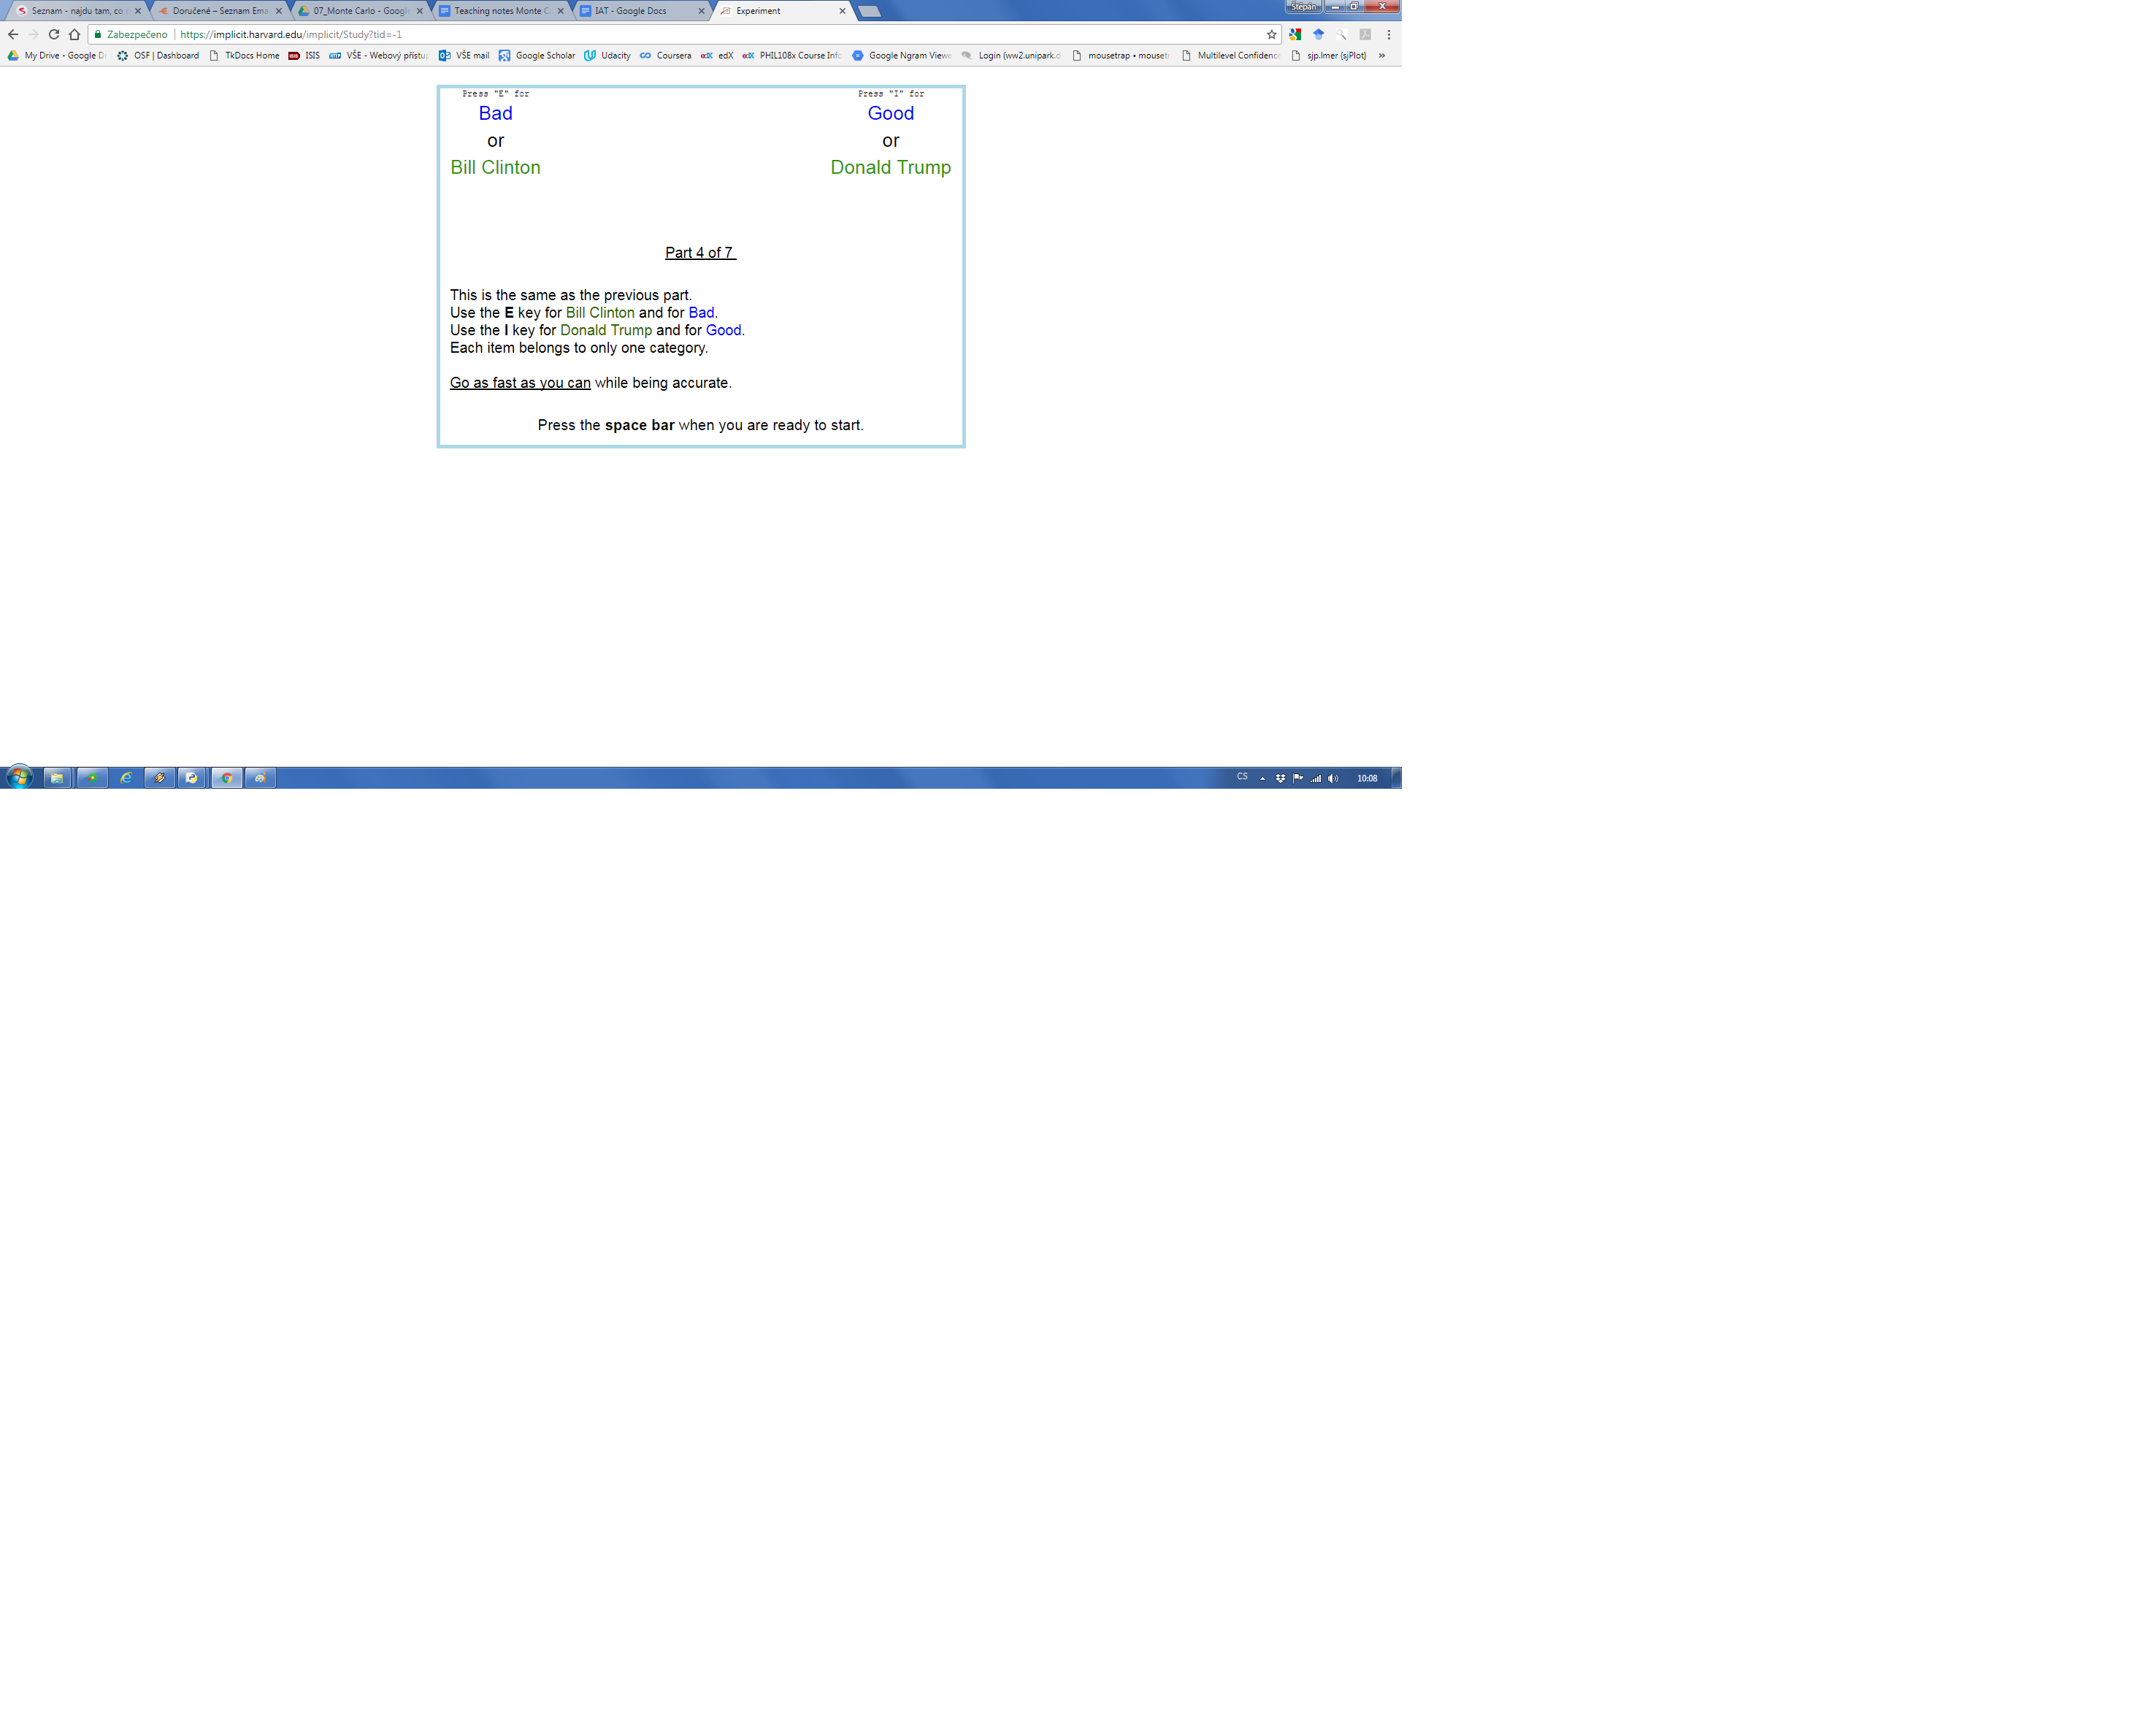 Seznam - najdu tam, co
Doručené – Seznam Ema
07_Monte Carlo - Googl
Teaching notes Monte C
IAT - Google Docs
Experiment
Štěpán
Zabezpečeno https://implicit.harvard.edu/implicit/Study?tid=-1
My Drive - Google D OSF | Dashboard TkDocs Home ISIS VŠE - Webový přístup VŠE mail Google Scholar Udacity Coursera edX PHIL108x Course Info Google Ngram Viewe Login (ww2.unipark.d mousetrap • mousetr Multilevel Confidence sjp.lmer {sjPlot} »
Press "E" for
Bad
or
Bill Clinton
Press "I" for
Good
or
Donald Trump
Part 4 of 7
This is the same as the previous part.
Use the E key for Bill Clinton and for Bad.
Use the I key for Donald Trump and for Good.
Each item belongs to only one category.
Go as fast as you can while being accurate.
Press the space bar when you are ready to start.
CS 10:08